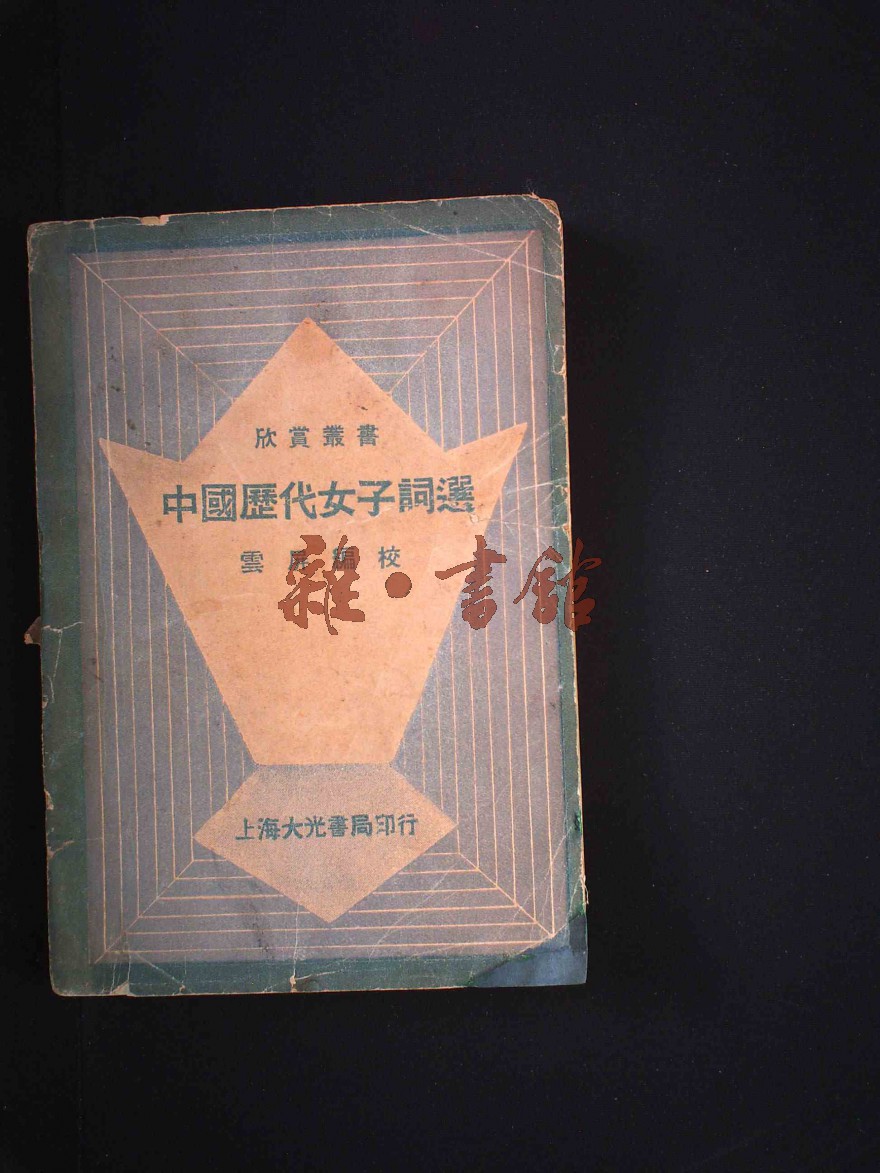 欣賞叢書
中國歷代女子詞選
雲屏編校
雜·書館
上海大光書局印行